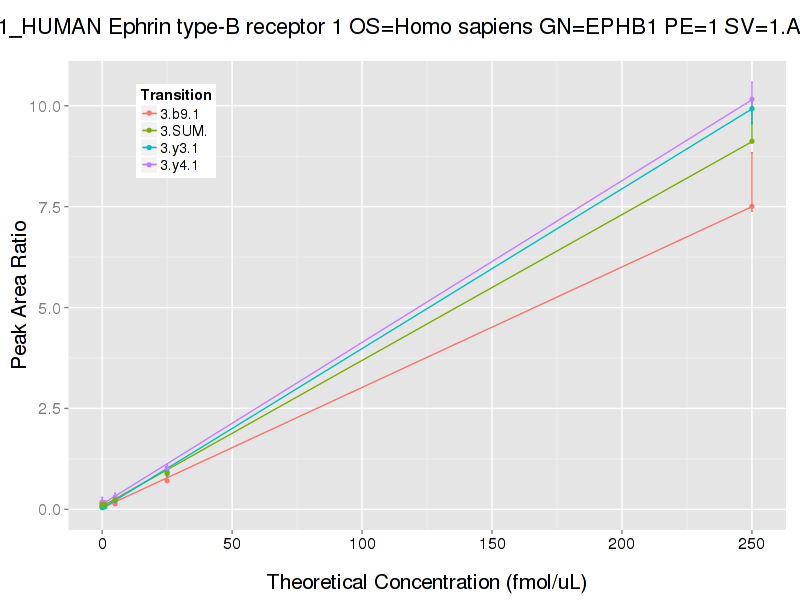 1_HUMAN Ephrin type-B receptor 1 OS=Homo sapiens GN=EPHB1 PE=1 SV=1.A
Transition
3.b9.1
3.SUM.
3.y3.1
3.y4.1
10.0
7.5
5.0
2.5
0.0
Peak Area Ratio
0 50 100 150 200 250
Theoretical Concentration (fmol/uL)